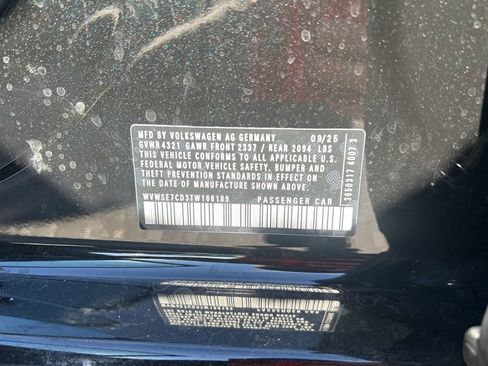 MFD BY VOLKSWAGEN AG GERMANY 09/25
GVWR 4321 GAWR FRONT 2337 / REAR 2094 LBS
THIS VEHICLE CONFORMS TO ALL APPLICABLE U.S.
FEDERAL MOTOR VEHICLE SAFETY, BUMPER AND
THEFT PREVENTION STANDARDS IN EFFECT ON THE
DATE OF MANUFACTURE SHOWN ABOVE
WVWSE7CD3TW186189 PASSENGER CAR